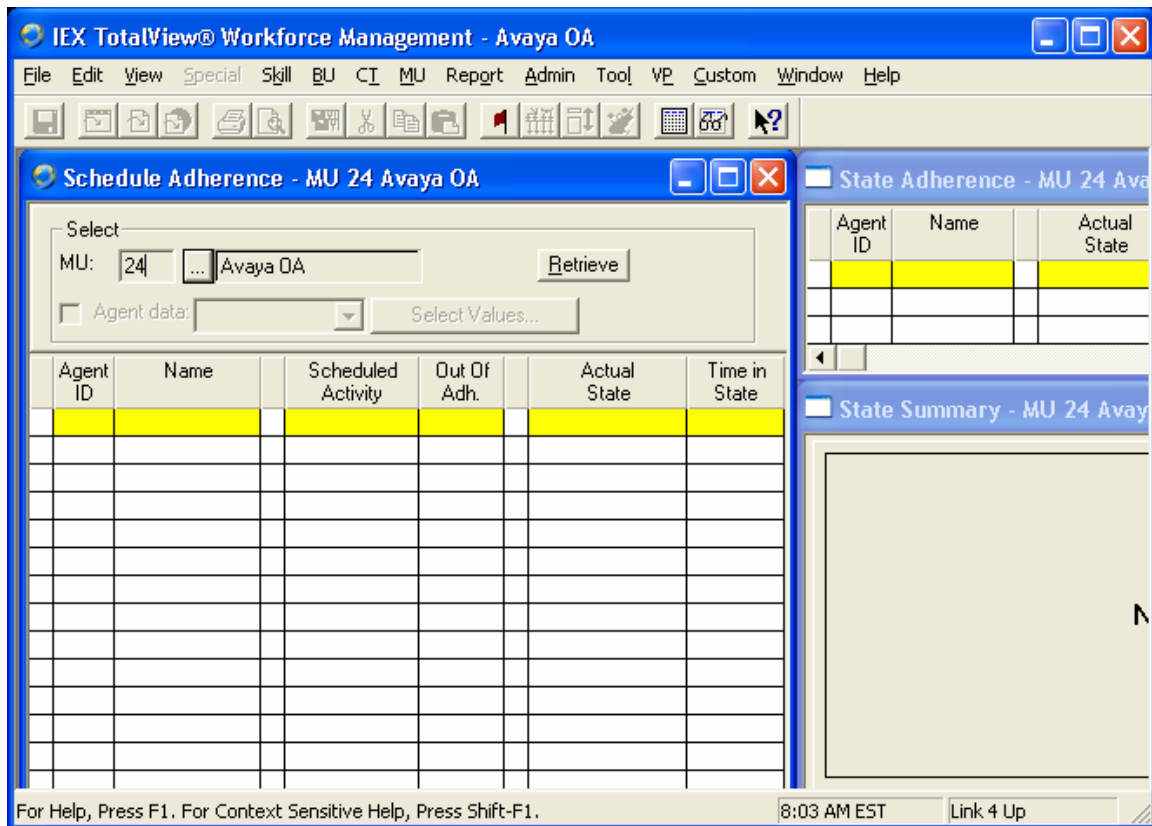 IEX TotalView® Workforce Management - Avaya OA
File Edit View Special Skill BU CT MU Report Admin Tool VP Custom Window Help
Schedule Adherence - MU 24 Avaya OA
Select
MU: 24 ... Avaya OA Retrieve
Agent data: Select Values...
Agent ID Name Scheduled Activity Out Of Adh. Actual State Time in State
State Adherence - MU 24 Ava
Agent ID Name Actual State
State Summary - MU 24 Avay
N
For Help, Press F1. For Context Sensitive Help, Press Shift-F1. 8:03 AM EST Link 4 Up